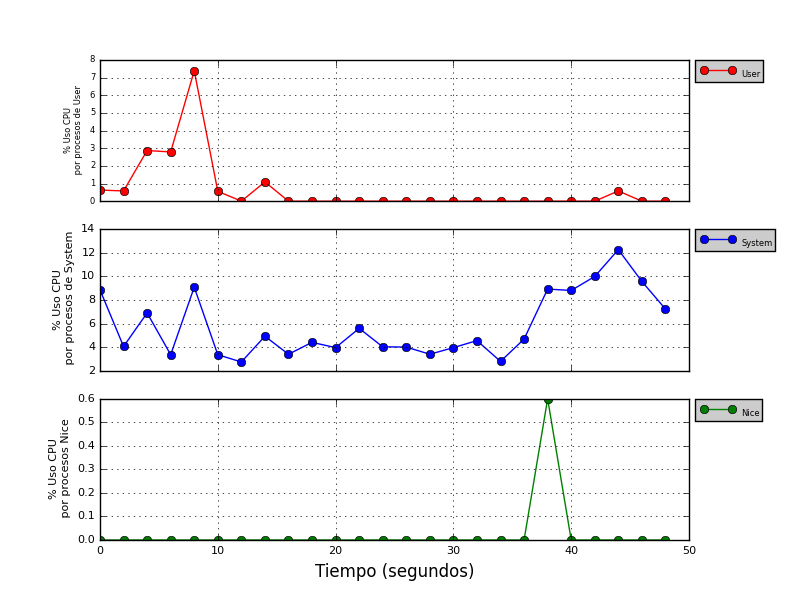 8
7
6
5
4
3
2
1
0
% Uso CPU
por procesos de User
User
14
12
10
8
6
4
2
% Uso CPU
por procesos de System
System
0.6
0.5
0.4
0.3
0.2
0.1
0.0
% Uso CPU
por procesos Nice
Nice
0 10 20 30 40 50
Tiempo (segundos)